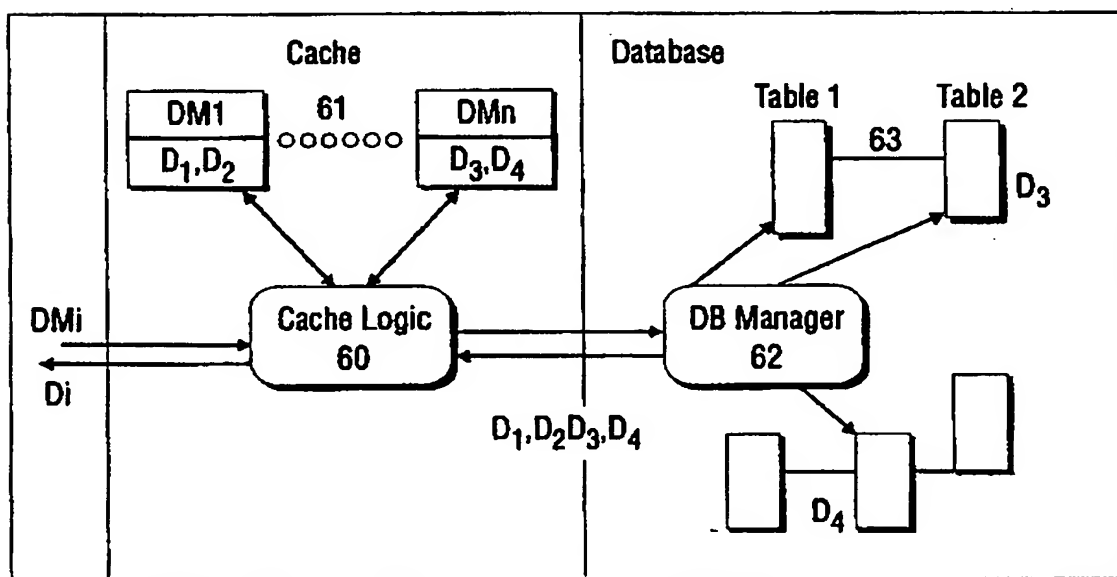 Cache
Database
DM1
61
DMn
D₁,D₂
D₃,D₄
Table 1
Table 2
63
D₃
DMi
Di
Cache Logic
60
DB Manager
62
D₁,D₂D₃,D₄
D₄